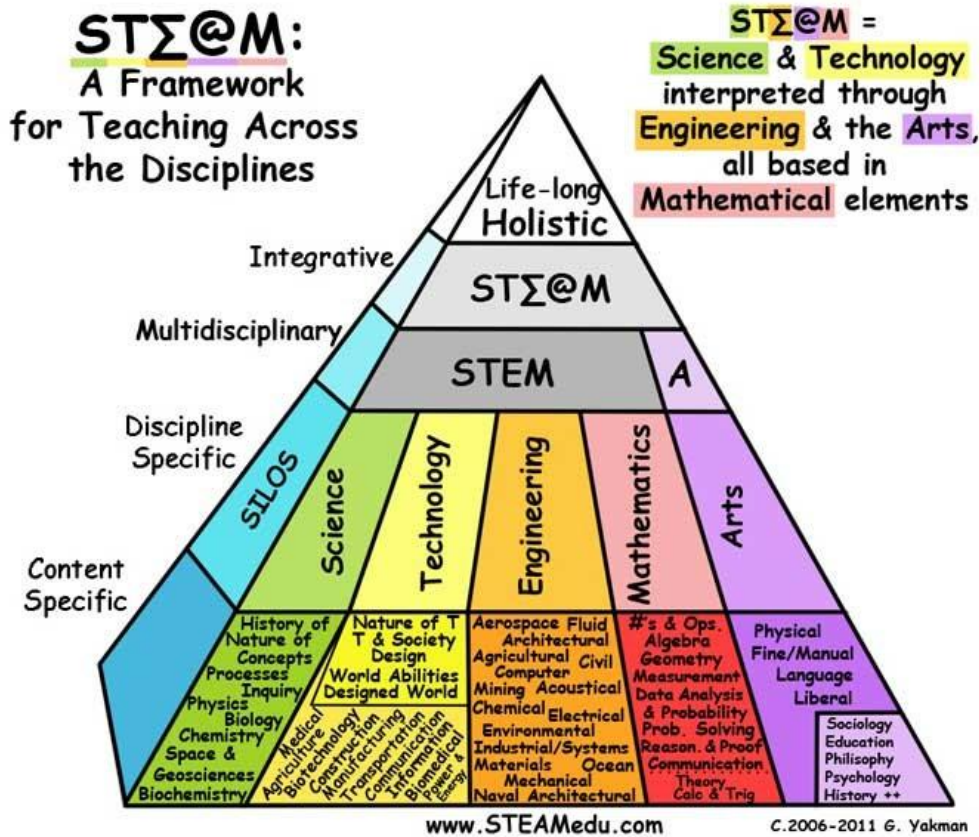 STΣ@M:
A Framework
for Teaching Across
the Disciplines
STΣ@M =
Science & Technology
interpreted through
Engineering & the Arts,
all based in
Mathematical elements
Life-long
Holistic
Integrative
STΣ@M
Multidisciplinary
STEM
A
Discipline
Specific
SILOS
Science
Technology
Engineering
Mathematics
Arts
Content
Specific
History of
Nature of
Concepts
Processes
Inquiry
Physics
Biology
Chemistry
Space &
Geosciences
Biochemistry
Nature of T
T & Society
Design
World Abilities
Designed World
Medical
Agriculture
Biotechnology
Construction
Manufacturing
Transportation
Communication
Information
Biomedical
Power &
Energy
Aerospace Fluid
Architectural
Agricultural Civil
Computer
Mining Acoustical
Chemical
Electrical
Environmental
Industrial/Systems
Materials Ocean
Mechanical
Naval Architectural
#'s & Ops.
Algebra
Geometry
Measurement
Data Analysis
& Probability
Prob. Solving
Reason. & Proof
Communication
Theory
Calc & Trig
Physical
Fine/Manual
Language
Liberal
Sociology
Education
Philisophy
Psychology
History ++
www.STEAMedu.com
C.2006-2011 G. Yakman